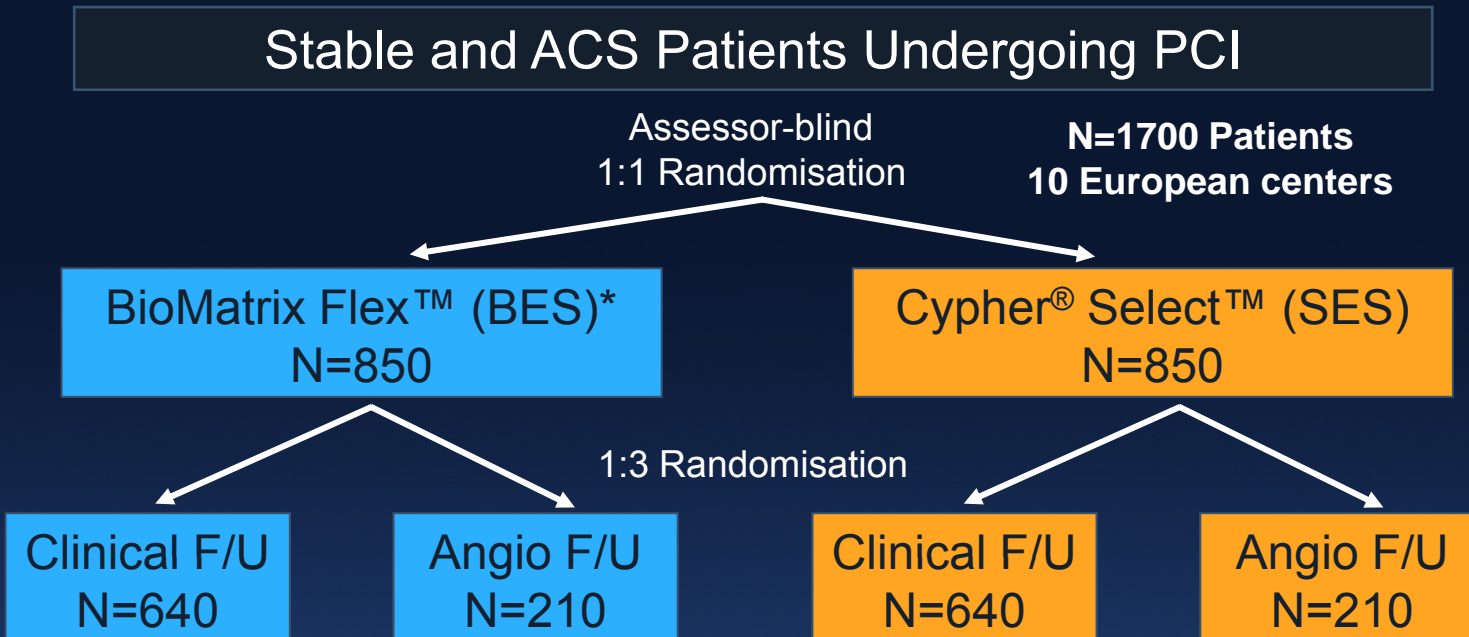 Stable and ACS Patients Undergoing PCI
Assessor-blind
1:1 Randomisation
N=1700 Patients
10 European centers
BioMatrix Flex™ (BES)*
N=850
Cypher® Select™ (SES)
N=850
1:3 Randomisation
Clinical F/U
N=640
Angio F/U
N=210
Clinical F/U
N=640
Angio F/U
N=210